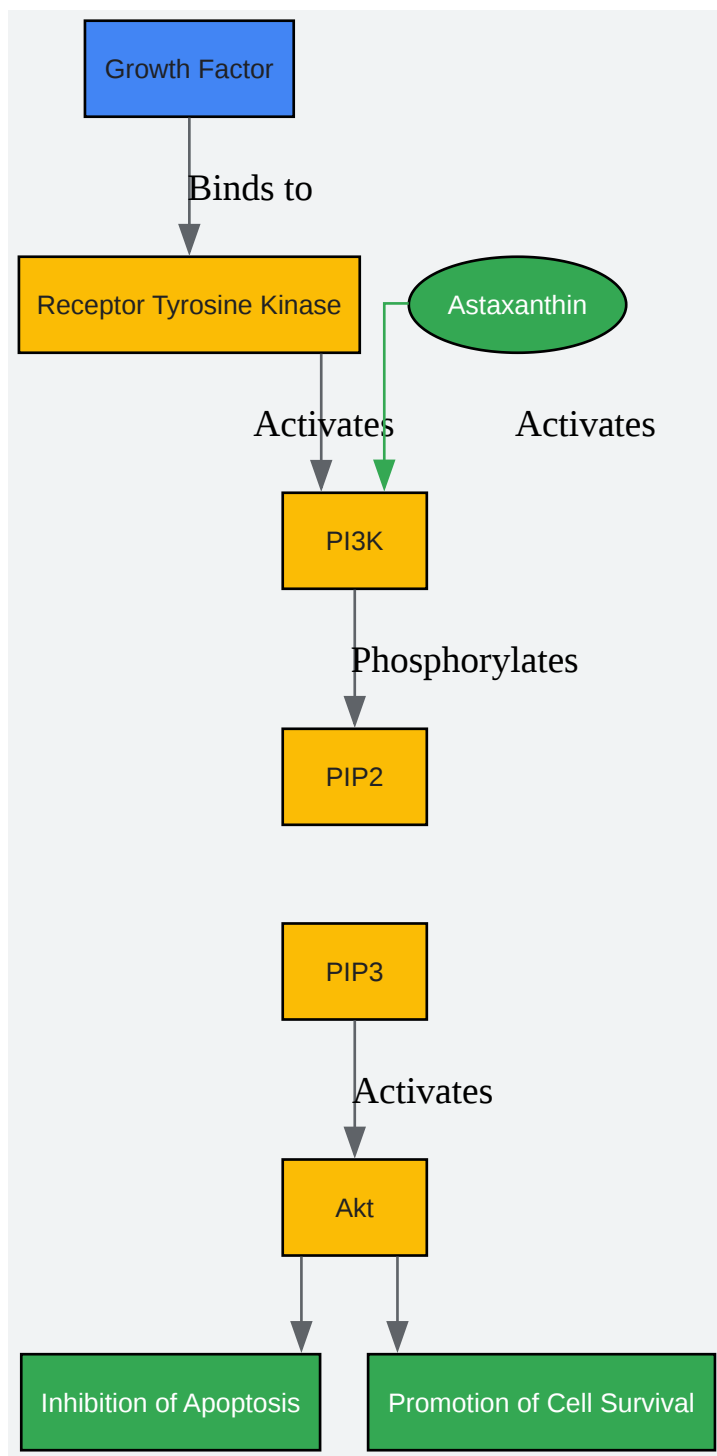 Growth Factor
Binds to
Receptor Tyrosine Kinase
Astaxanthin
Activates
Activates
PI3K
Phosphorylates
PIP2
PIP3
Activates
Akt
Inhibition of Apoptosis
Promotion of Cell Survival